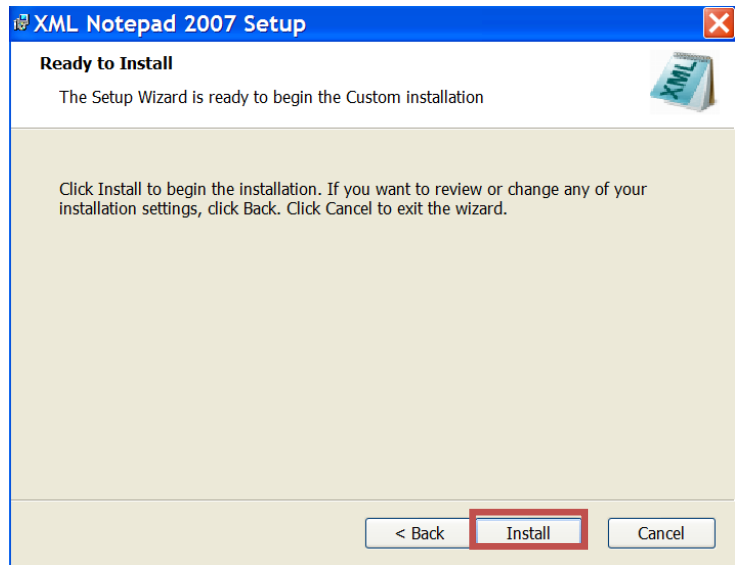 XML Notepad 2007 Setup
Ready to Install
The Setup Wizard is ready to begin the Custom installation
XML
Click Install to begin the installation. If you want to review or change any of your
installation settings, click Back. Click Cancel to exit the wizard.
< Back Install Cancel